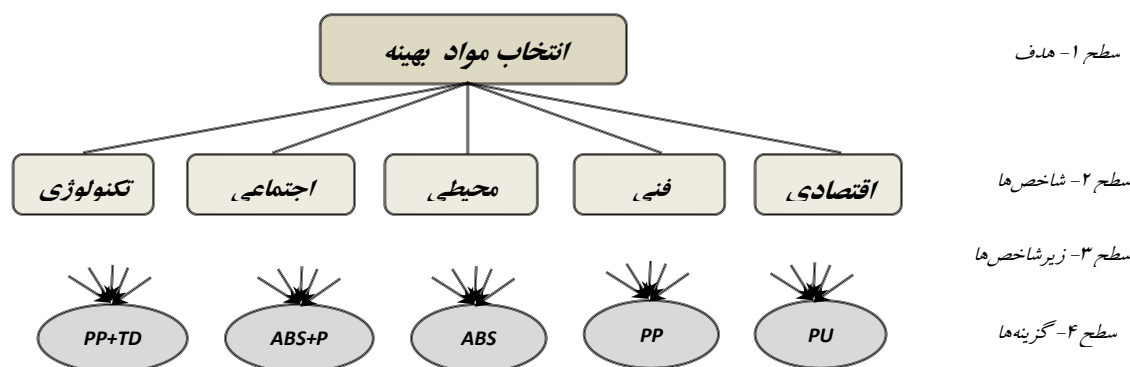 انتخاب مواد بهینه
سطح ۱- هدف
اقتصادی
فنی
محیطی
اجتماعی
تکنولوژی
سطح ۲- شاخص‌ها
سطح ۳- زیرشاخص‌ها
PU
PP
ABS
ABS+P
PP+TD
سطح ۴- گزینه‌ها